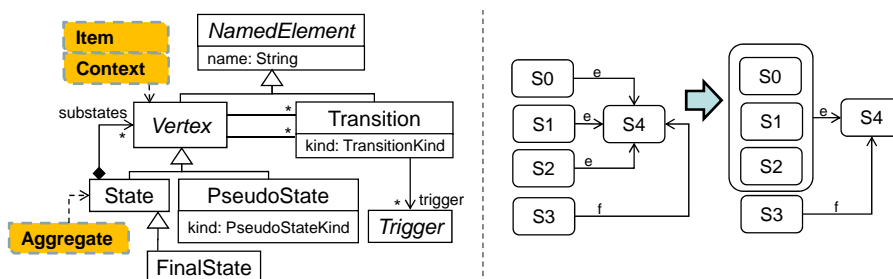 Item
Context
NamedElement
name: String
substates
*
Vertex
*
*
Transition
kind: TransitionKind
State
PseudoState
kind: PseudoStateKind
* trigger
Trigger
Aggregate
FinalState
S0
e
S1
e
S4
S2
e
S3
f
S0
S1
e
S4
S2
S3
f